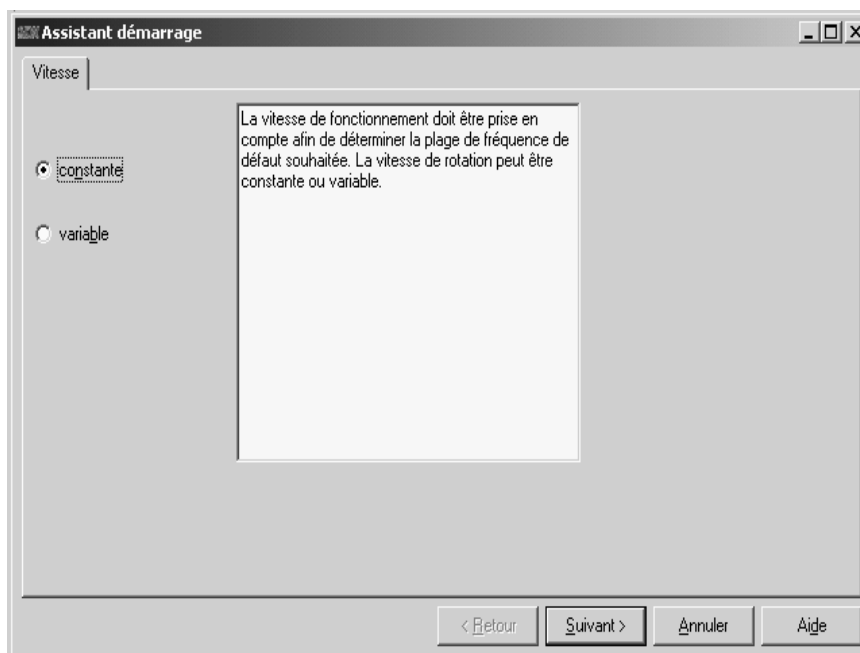 Assistant démarrage
Vitesse
La vitesse de fonctionnement doit être prise en
compte afin de déterminer la plage de fréquence de
défaut souhaitée. La vitesse de rotation peut être
constante ou variable.
constante
variable
< Retour
Suivant >
Annuler
Aide